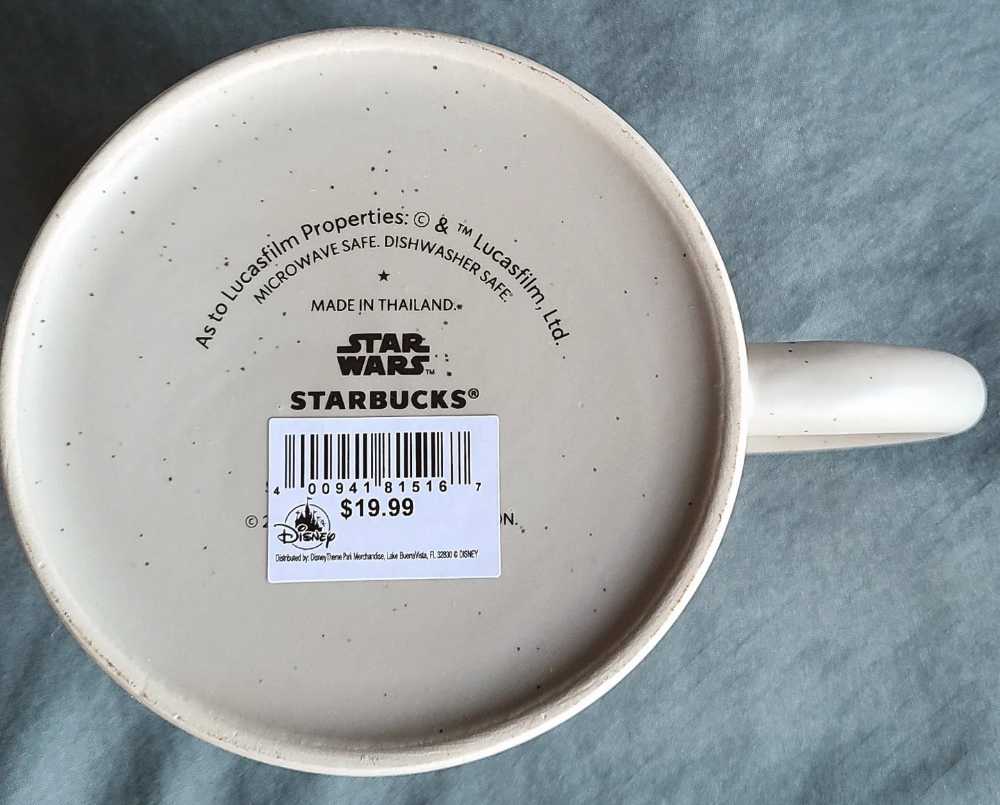 As to Lucasfilm Properties: © & ™ Lucasfilm, Ltd.
MICROWAVE SAFE. DISHWASHER SAFE
MADE IN THAILAND.
STAR
WARS™
STARBUCKS®
4 00941 81516 7
$19.99
Disney
Distributed by: Disney Theme Park Merchandise, Lake Buena Vista, FL 32830 © DISNEY
©